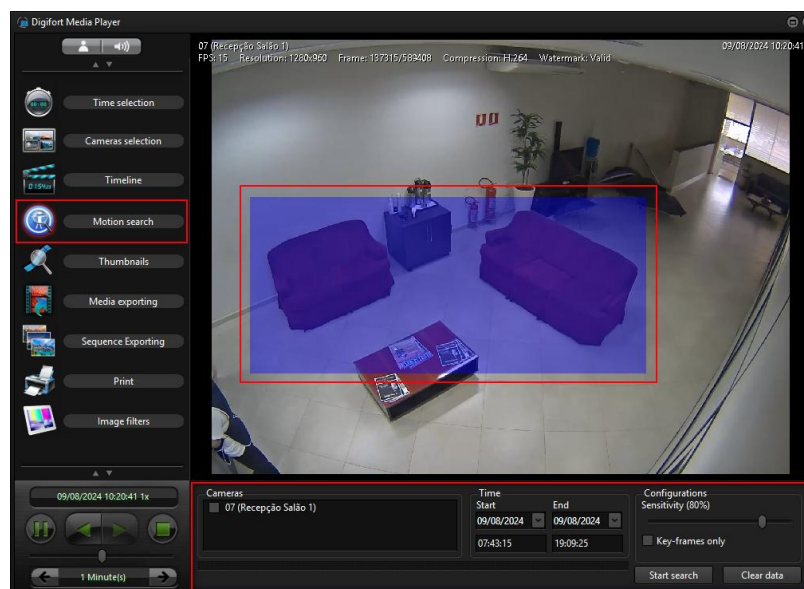 Digifort Media Player
07 (Recepção Salão 1)
09/08/2024 10:20:41
FPS: 15 Resolution: 1280x960 Frame: 137315/589408 Compression: H.264 Watermark: Valid
Time selection
Cameras selection
Timeline
Motion search
Thumbnails
Media exporting
Sequence Exporting
Print
Image filters
09/08/2024 10:20:41 1x
1 Minute(s)
Cameras
07 (Recepção Salão 1)
Time
Start End
09/08/2024 09/08/2024
07:43:15 19:09:25
Configurations
Sensitivity (80%)
Key-frames only
Start search Clear data